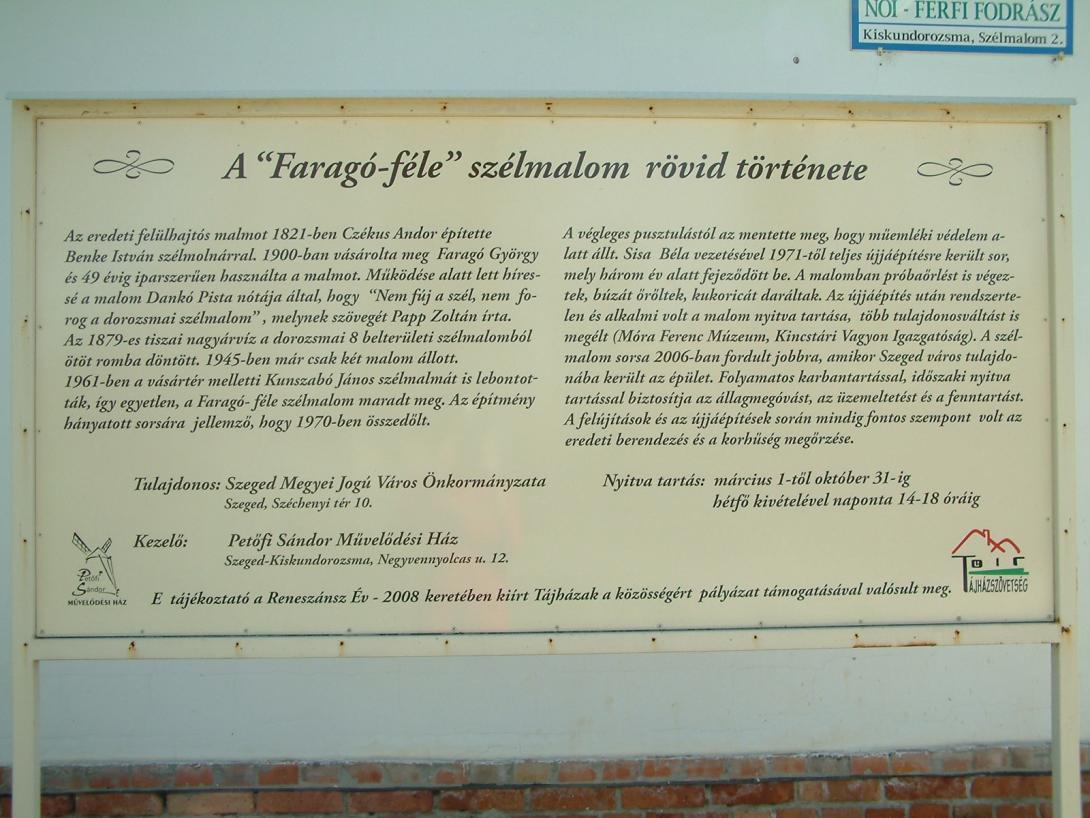 NŐI - FÉRFI FODRÁSZ
Kiskundorozsma, Szélmalom 2.
A “Faragó-féle” szélmalom rövid története
Az eredeti felülhajtós malmot 1821-ben Czékus Andor építette
Benke István szélmolnárral. 1900-ban vásárolta meg Faragó György
és 49 évig iparszerűen használta a malmot. Működése alatt lett híres-
sé a malom Dankó Pista nótája által, hogy “Nem fúj a szél, nem fo-
rog a dorozsmai szélmalom”, melynek szövegét Papp Zoltán írta.
Az 1879-es tiszai nagyárvíz a dorozsmai 8 belterületi szélmalomból
ötöt romba döntött. 1945-ben már csak két malom állott.
1961-ben a vásártér melletti Kunszabó János szélmalmát is lebontot-
ták, így egyetlen, a Faragó- féle szélmalom maradt meg. Az építmény
hányatott sorsára jellemző, hogy 1970-ben összedőlt.
A végleges pusztulástól az mentette meg, hogy műemléki védelem a-
latt állt. Sisa Béla vezetésével 1971-től teljes újjáépítésre került sor,
mely három év alatt fejeződött be. A malomban próbaőrlést is végez-
tek, búzát őröltek, kukoricát daráltak. Az újjáépítés után rendszerte-
len és alkalmi volt a malom nyitva tartása, több tulajdonosváltást is
megélt (Móra Ferenc Múzeum, Kincstári Vagyon Igazgatóság). A szél-
malom sorsa 2006-ban fordult jobbra, amikor Szeged város tulajdo-
nába került az épület. Folyamatos karbantartással, időszaki nyitva
tartással biztosítja az állagmegóvást, az üzemeltetést és a fenntartást.
A felújítások és az újjáépítések során mindig fontos szempont volt az
eredeti berendezés és a korhűség megőrzése.
Tulajdonos: Szeged Megyei Jogú Város Önkormányzata
Szeged, Széchenyi tér 10.
Nyitva tartás: március 1-től október 31-ig
hétfő kivételével naponta 14-18 óráig
Kezelő: Petőfi Sándor Művelődési Ház
Szeged-Kiskundorozsma, Negyvennyolcas u. 12.
Petőfi
Sándor
MŰVELŐDÉSI HÁZ
TÁJHÁZSZÖVETSÉG
E tájékoztató a Reneszánsz Év - 2008 keretében kiírt Tájházak a közösségért pályázat támogatásával valósult meg.